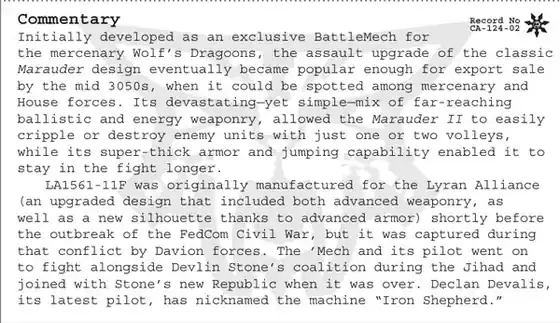 Commentary
Record No
CA-124-02
Initially developed as an exclusive BattleMech for
the mercenary Wolf's Dragoons, the assault upgrade of the classic
Marauder design eventually became popular enough for export sale
by the mid 3050s, when it could be spotted among mercenary and
House forces. Its devastating—yet simple—mix of far-reaching
ballistic and energy weaponry, allowed the Marauder II to easily
cripple or destroy enemy units with just one or two volleys,
while its super-thick armor and jumping capability enabled it to
stay in the fight longer.
LA1561-11F was originally manufactured for the Lyran Alliance
(an upgraded design that included both advanced weaponry, as
well as a new silhouette thanks to advanced armor) shortly before
the outbreak of the FedCom Civil War, but it was captured during
that conflict by Davion forces. The 'Mech and its pilot went on
to fight alongside Devlin Stone's coalition during the Jihad and
joined with Stone's new Republic when it was over. Declan Devalis,
its latest pilot, has nicknamed the machine "Iron Shepherd."